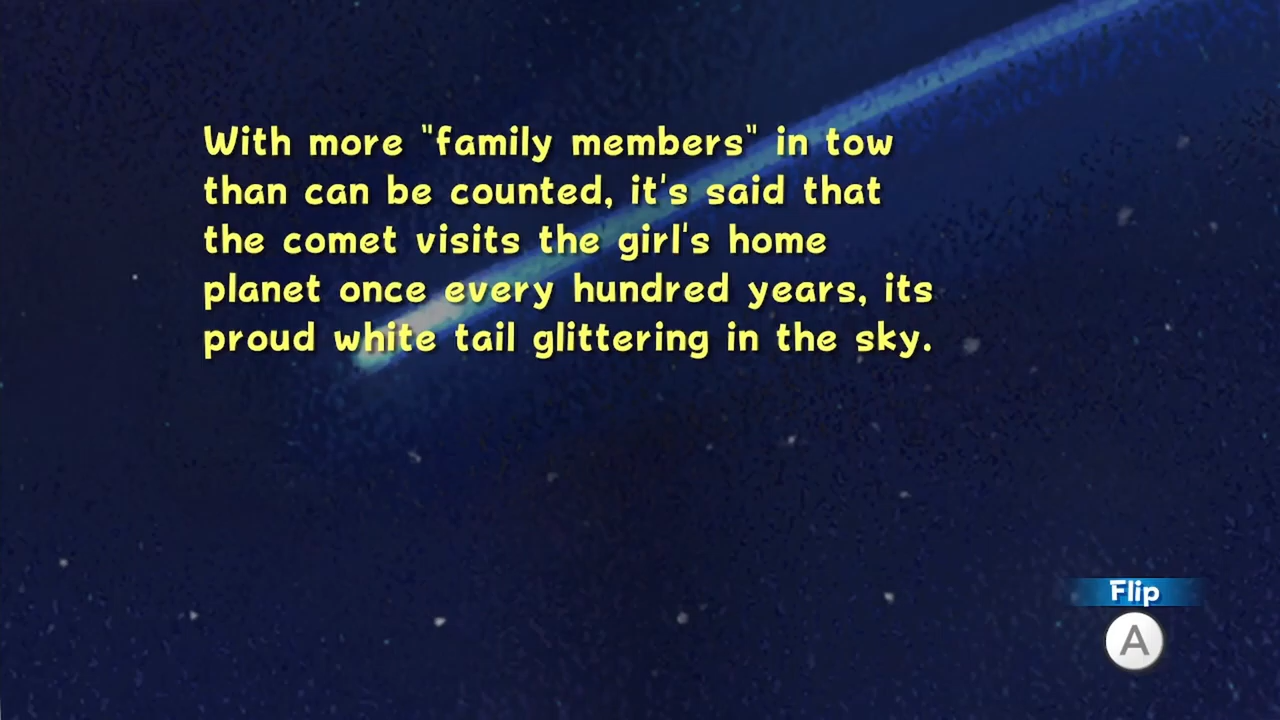 With more "family members" in tow
than can be counted, it's said that
the comet visits the girl's home
planet once every hundred years, its
proud white tail glittering in the sky.
Flip
A